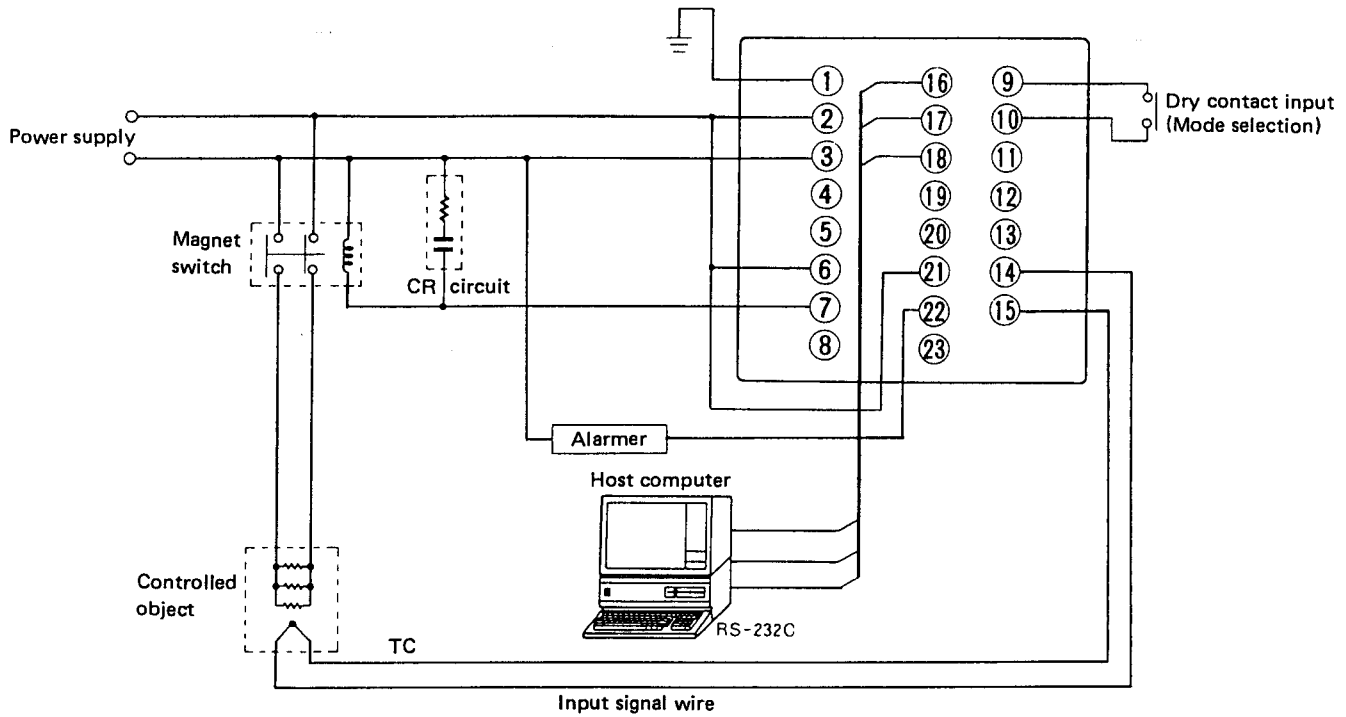 1 16 9
Power supply
2 17 10
Dry contact input
(Mode selection)
3 18 11
4 19 12
5 20 13
Magnet
switch
CR circuit
6 21 14
7 22 15
8 23
Alarmer
Host computer
RS-232C
Controlled
object
TC
Input signal wire